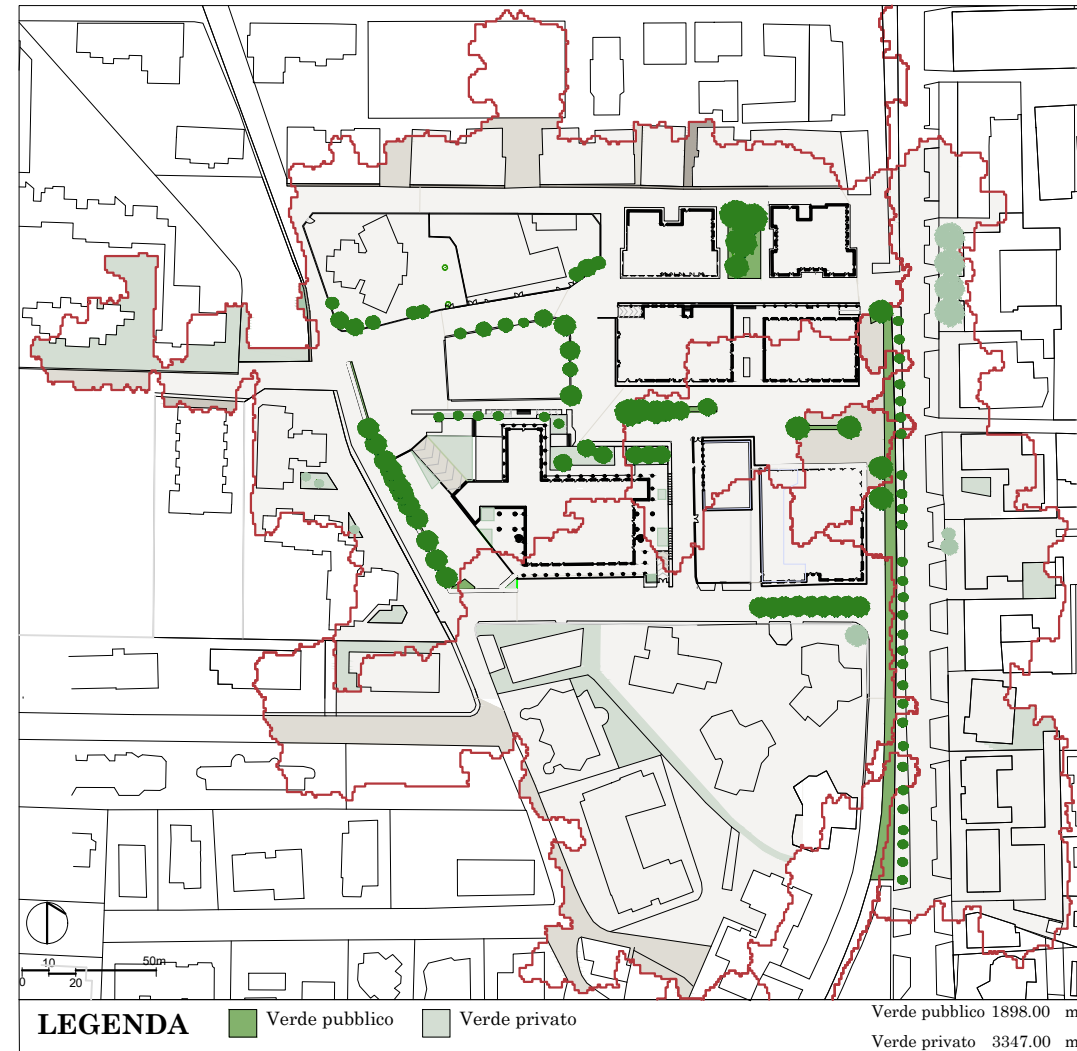 10 50m
0 20
LEGENDA Verde pubblico Verde privato
Verde pubblico 1898.00 m
Verde privato 3347.00 m